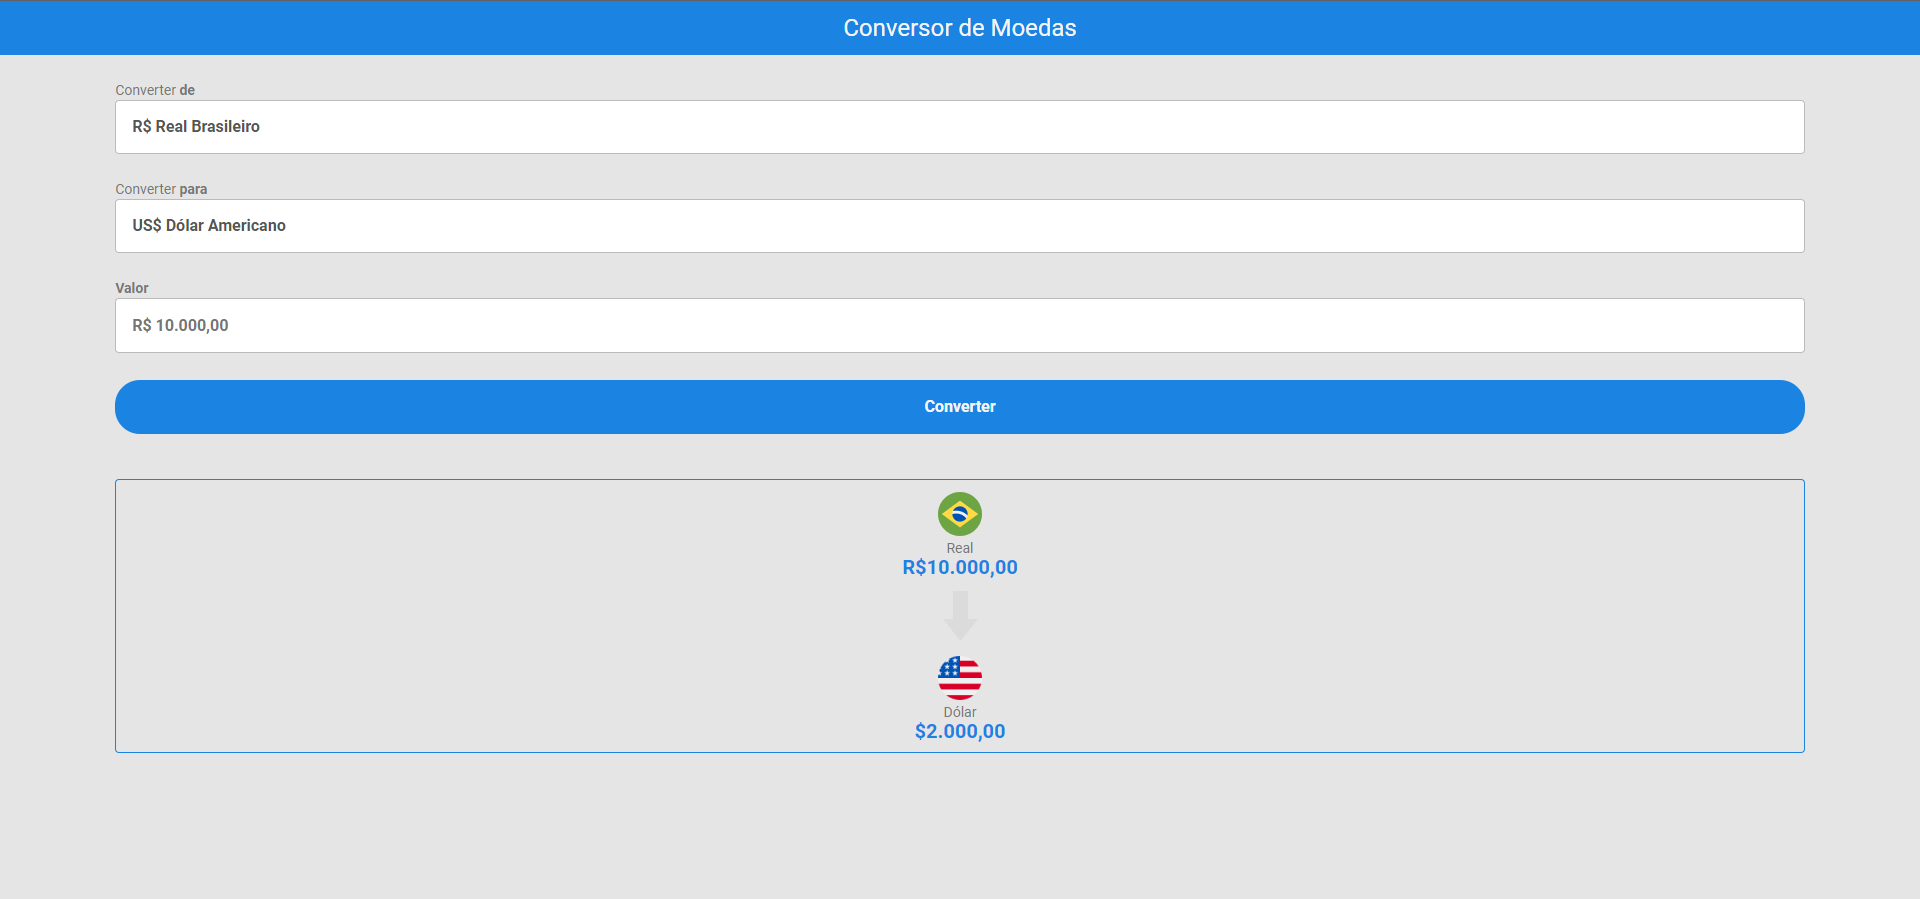 Conversor de Moedas
Converter de
R$ Real Brasileiro
Converter para
US$ Dólar Americano
Valor
R$ 10.000,00
Converter
Real
R$10.000,00
Dólar
$2.000,00